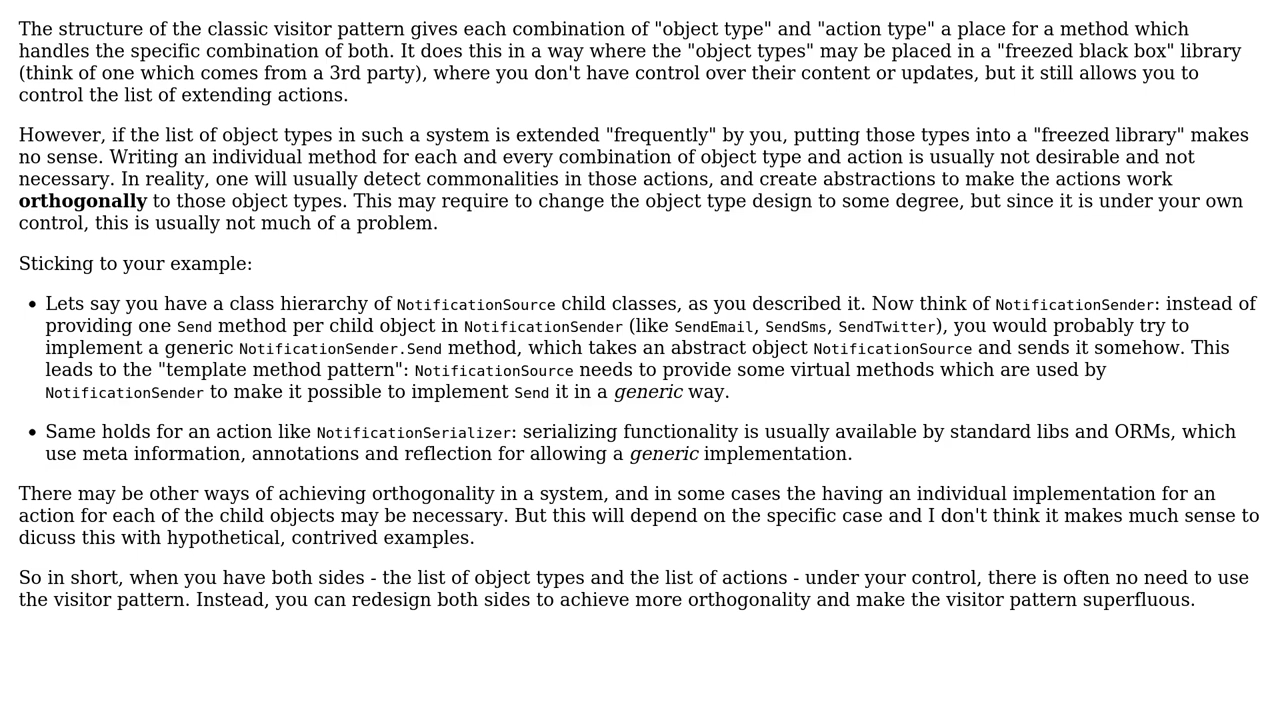 The structure of the classic visitor pattern gives each combination of "object type" and "action type" a place for a method which
handles the specific combination of both. It does this in a way where the "object types" may be placed in a "freezed black box" library
(think of one which comes from a 3rd party), where you don't have control over their content or updates, but it still allows you to
control the list of extending actions.
However, if the list of object types in such a system is extended "frequently" by you, putting those types into a "freezed library" makes
no sense. Writing an individual method for each and every combination of object type and action is usually not desirable and not
necessary. In reality, one will usually detect commonalities in those actions, and create abstractions to make the actions work
orthogonally to those object types. This may require to change the object type design to some degree, but since it is under your own
control, this is usually not much of a problem.
Sticking to your example:
• Lets say you have a class hierarchy of NotificationSource child classes, as you described it. Now think of NotificationSender: instead of
providing one Send method per child object in NotificationSender (like SendEmail, SendSms, SendTwitter), you would probably try to
implement a generic NotificationSender.Send method, which takes an abstract object NotificationSource and sends it somehow. This
leads to the "template method pattern": NotificationSource needs to provide some virtual methods which are used by
NotificationSender to make it possible to implement Send it in a generic way.
• Same holds for an action like NotificationSerializer: serializing functionality is usually available by standard libs and ORMs, which
use meta information, annotations and reflection for allowing a generic implementation.
There may be other ways of achieving orthogonality in a system, and in some cases the having an individual implementation for an
action for each of the child objects may be necessary. But this will depend on the specific case and I don't think it makes much sense to
dicuss this with hypothetical, contrived examples.
So in short, when you have both sides - the list of object types and the list of actions - under your control, there is often no need to use
the visitor pattern. Instead, you can redesign both sides to achieve more orthogonality and make the visitor pattern superfluous.